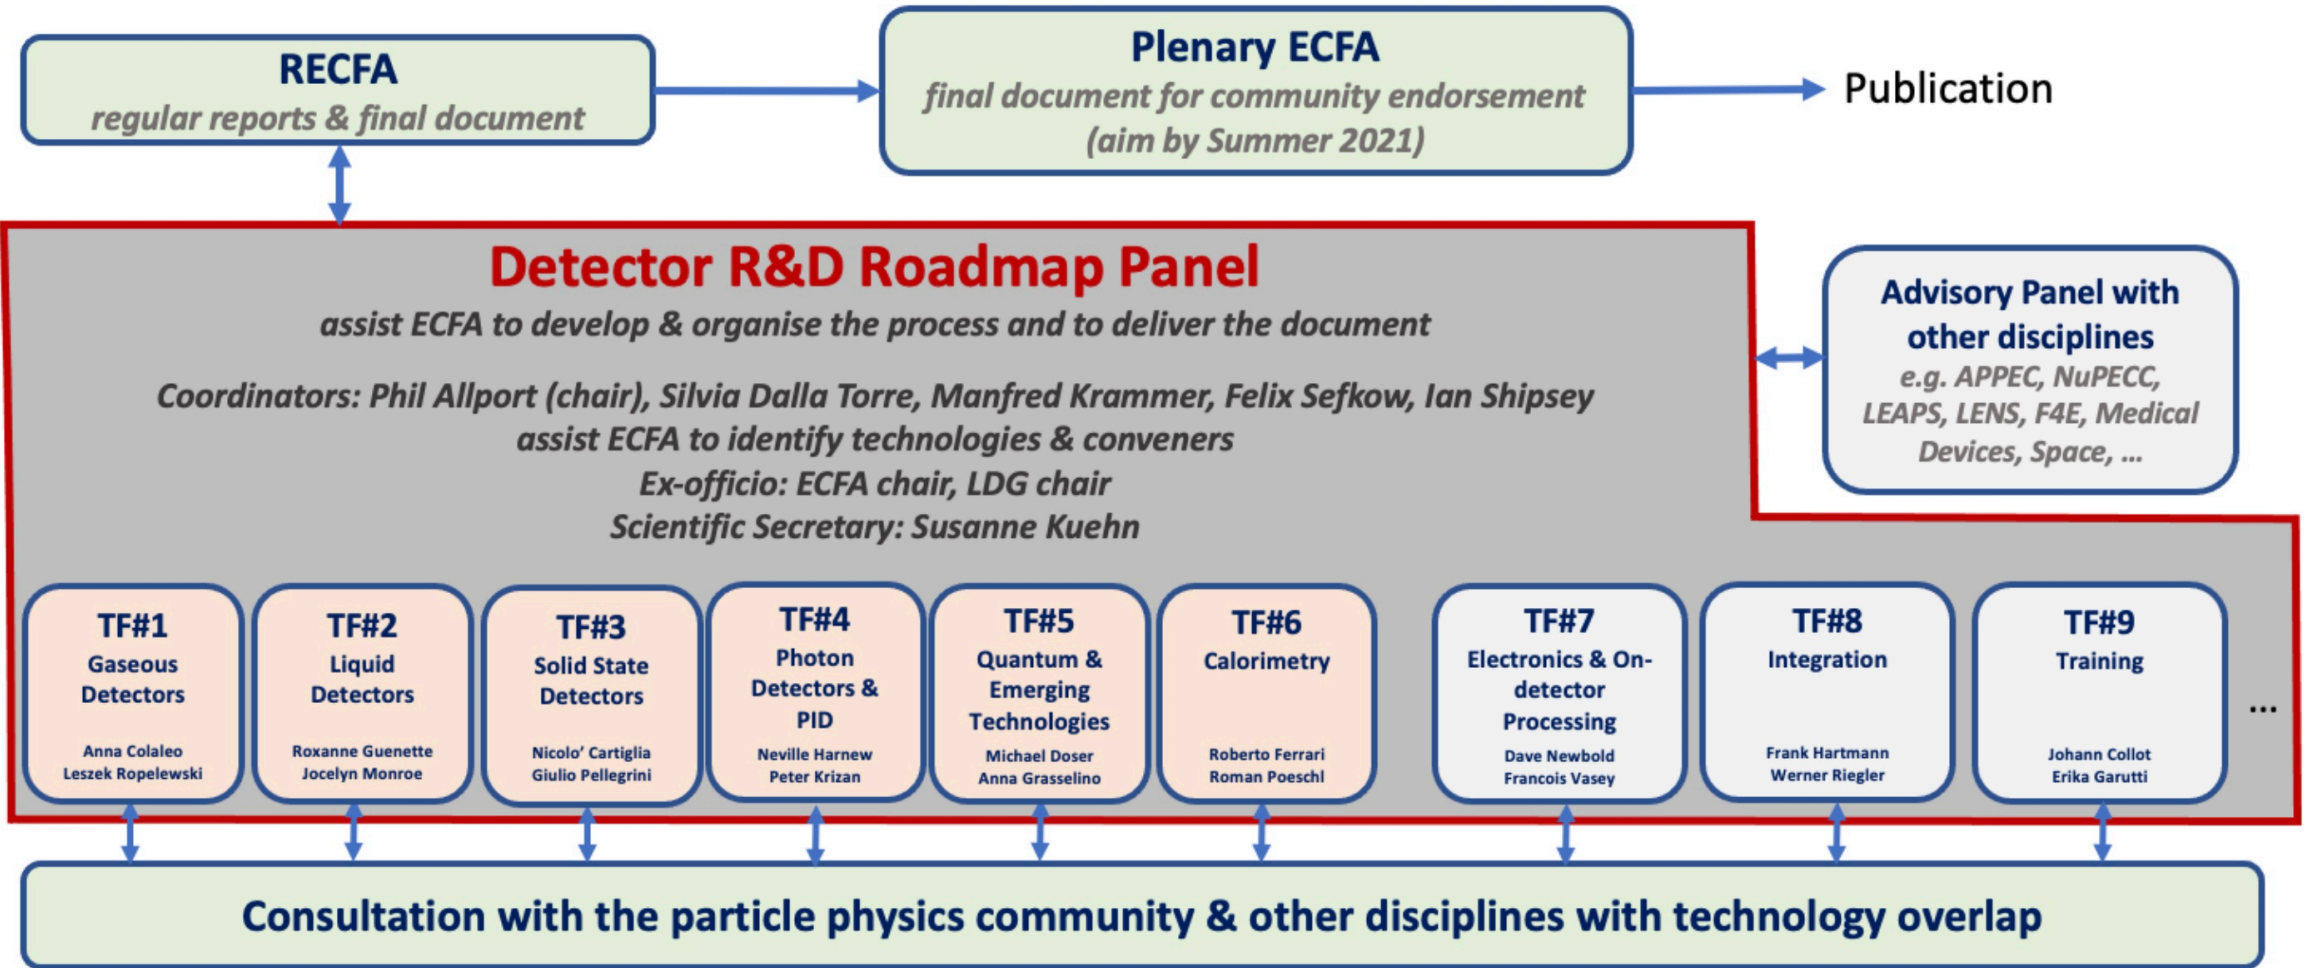 RECFA
regular reports & final document
Plenary ECFA
final document for community endorsement
(aim by Summer 2021)
Publication
Detector R&D Roadmap Panel
assist ECFA to develop & organise the process and to deliver the document
Coordinators: Phil Allport (chair), Silvia Dalla Torre, Manfred Krammer, Felix Sefkow, Ian Shipsey
assist ECFA to identify technologies & conveners
Ex-officio: ECFA chair, LDG chair
Scientific Secretary: Susanne Kuehn
Advisory Panel with
other disciplines
e.g. APPEC, NuPECC,
LEAPS, LENS, F4E, Medical
Devices, Space, ...
TF#1
Gaseous
Detectors
Anna Colaleo
Leszek Ropelewski
TF#2
Liquid
Detectors
Roxanne Guenette
Jocelyn Monroe
TF#3
Solid State
Detectors
Nicolo’ Cartiglia
Giulio Pellegrini
TF#4
Photon
Detectors &
PID
Neville Harnew
Peter Krizan
TF#5
Quantum &
Emerging
Technologies
Michael Doser
Anna Grasselino
TF#6
Calorimetry
Roberto Ferrari
Roman Poeschl
TF#7
Electronics & On-
detector
Processing
Dave Newbold
Francois Vasey
TF#8
Integration
Frank Hartmann
Werner Riegler
TF#9
Training
Johann Collot
Erika Garutti
...
Consultation with the particle physics community & other disciplines with technology overlap